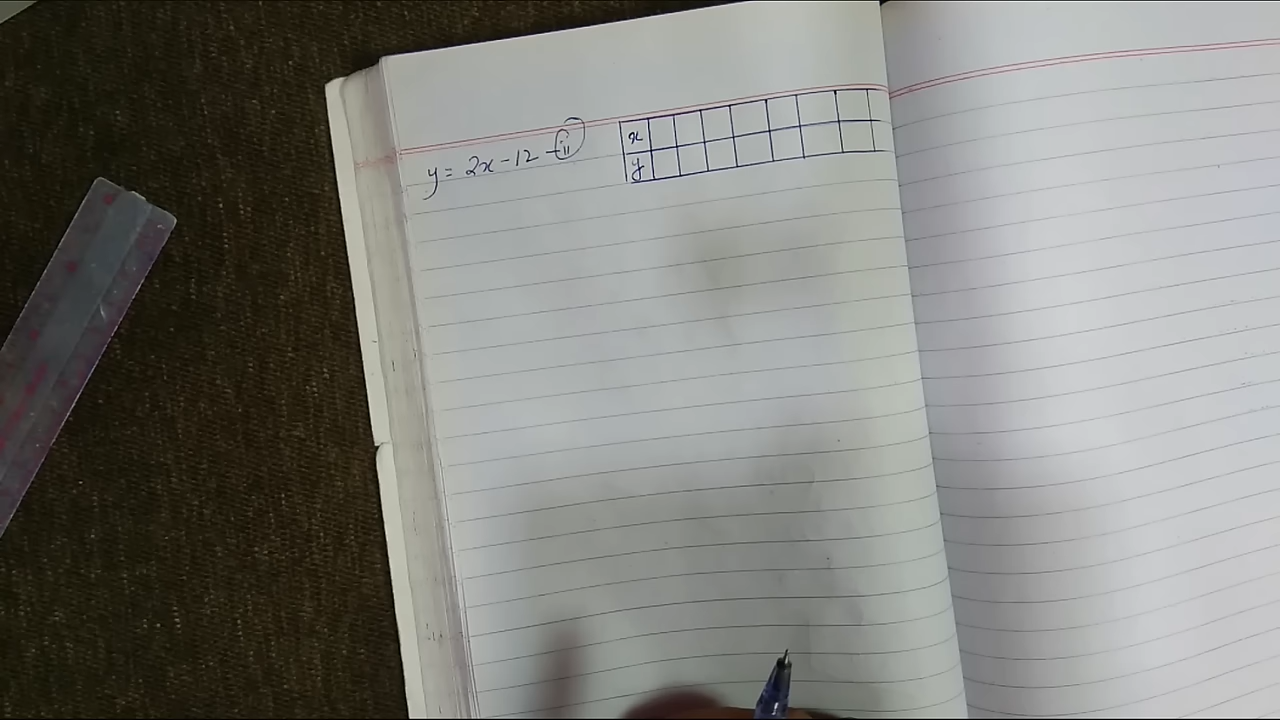 y = 2x - 12 - ii
x
y